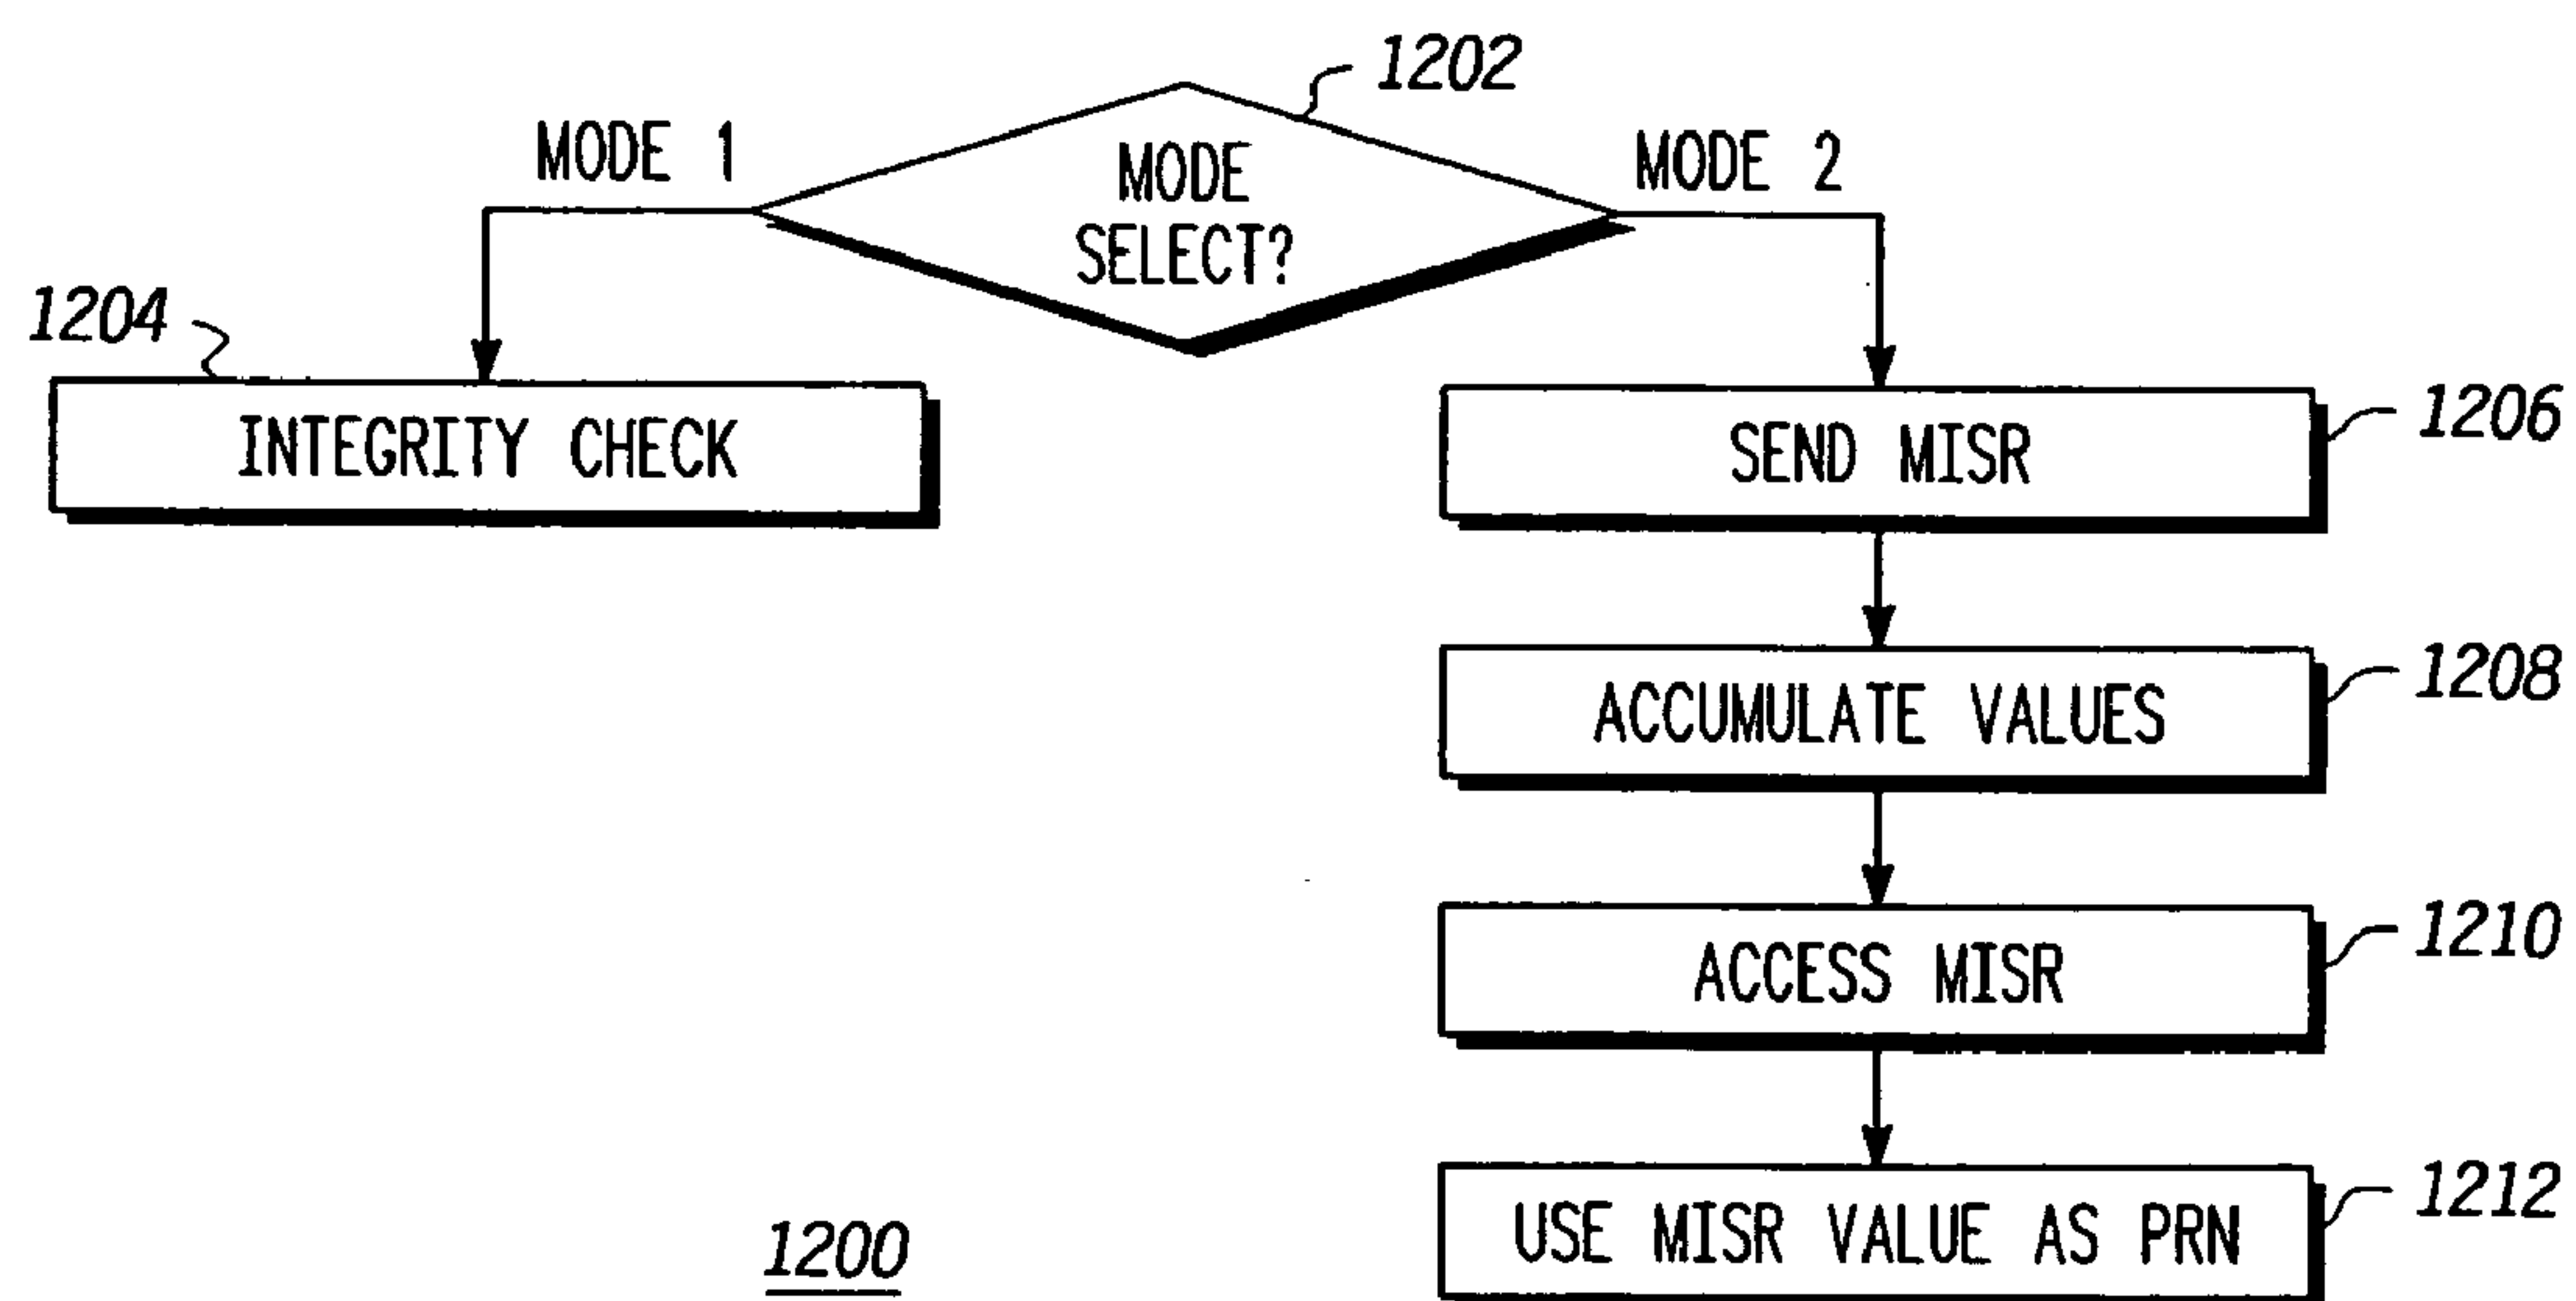 1202
MODE 1
MODE
SELECT?
MODE 2
1204
INTEGRITY CHECK
SEND MISR
1206
ACCUMULATE VALUES
1208
ACCESS MISR
1210
USE MISR VALUE AS PRN
1212
1200